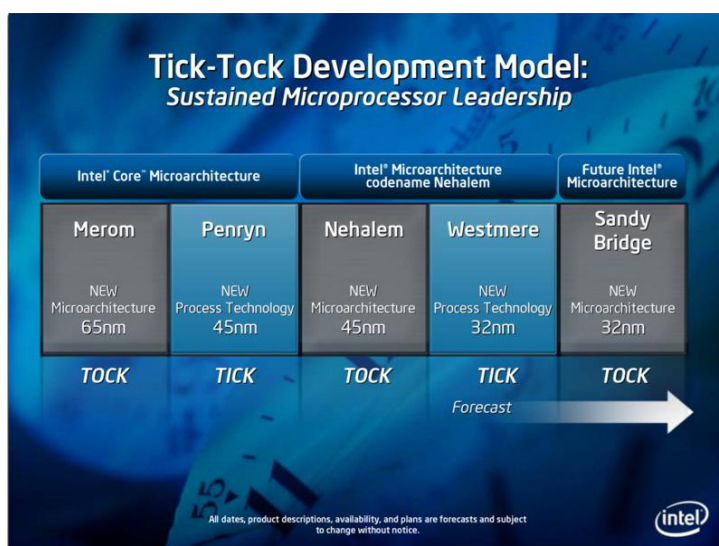 Tick-Tock Development Model:
Sustained Microprocessor Leadership
Intel® Core™ Microarchitecture
Intel® Microarchitecture
codename Nehalem
Future Intel®
Microarchitecture
Merom
NEW
Microarchitecture
65nm
TOCK
Penryn
NEW
Process Technology
45nm
TICK
Nehalem
NEW
Microarchitecture
45nm
TOCK
Westmere
NEW
Process Technology
32nm
TICK
Sandy
Bridge
NEW
Microarchitecture
32nm
TOCK
Forecast
All dates, product descriptions, availability, and plans are forecasts and subject
to change without notice.
intel